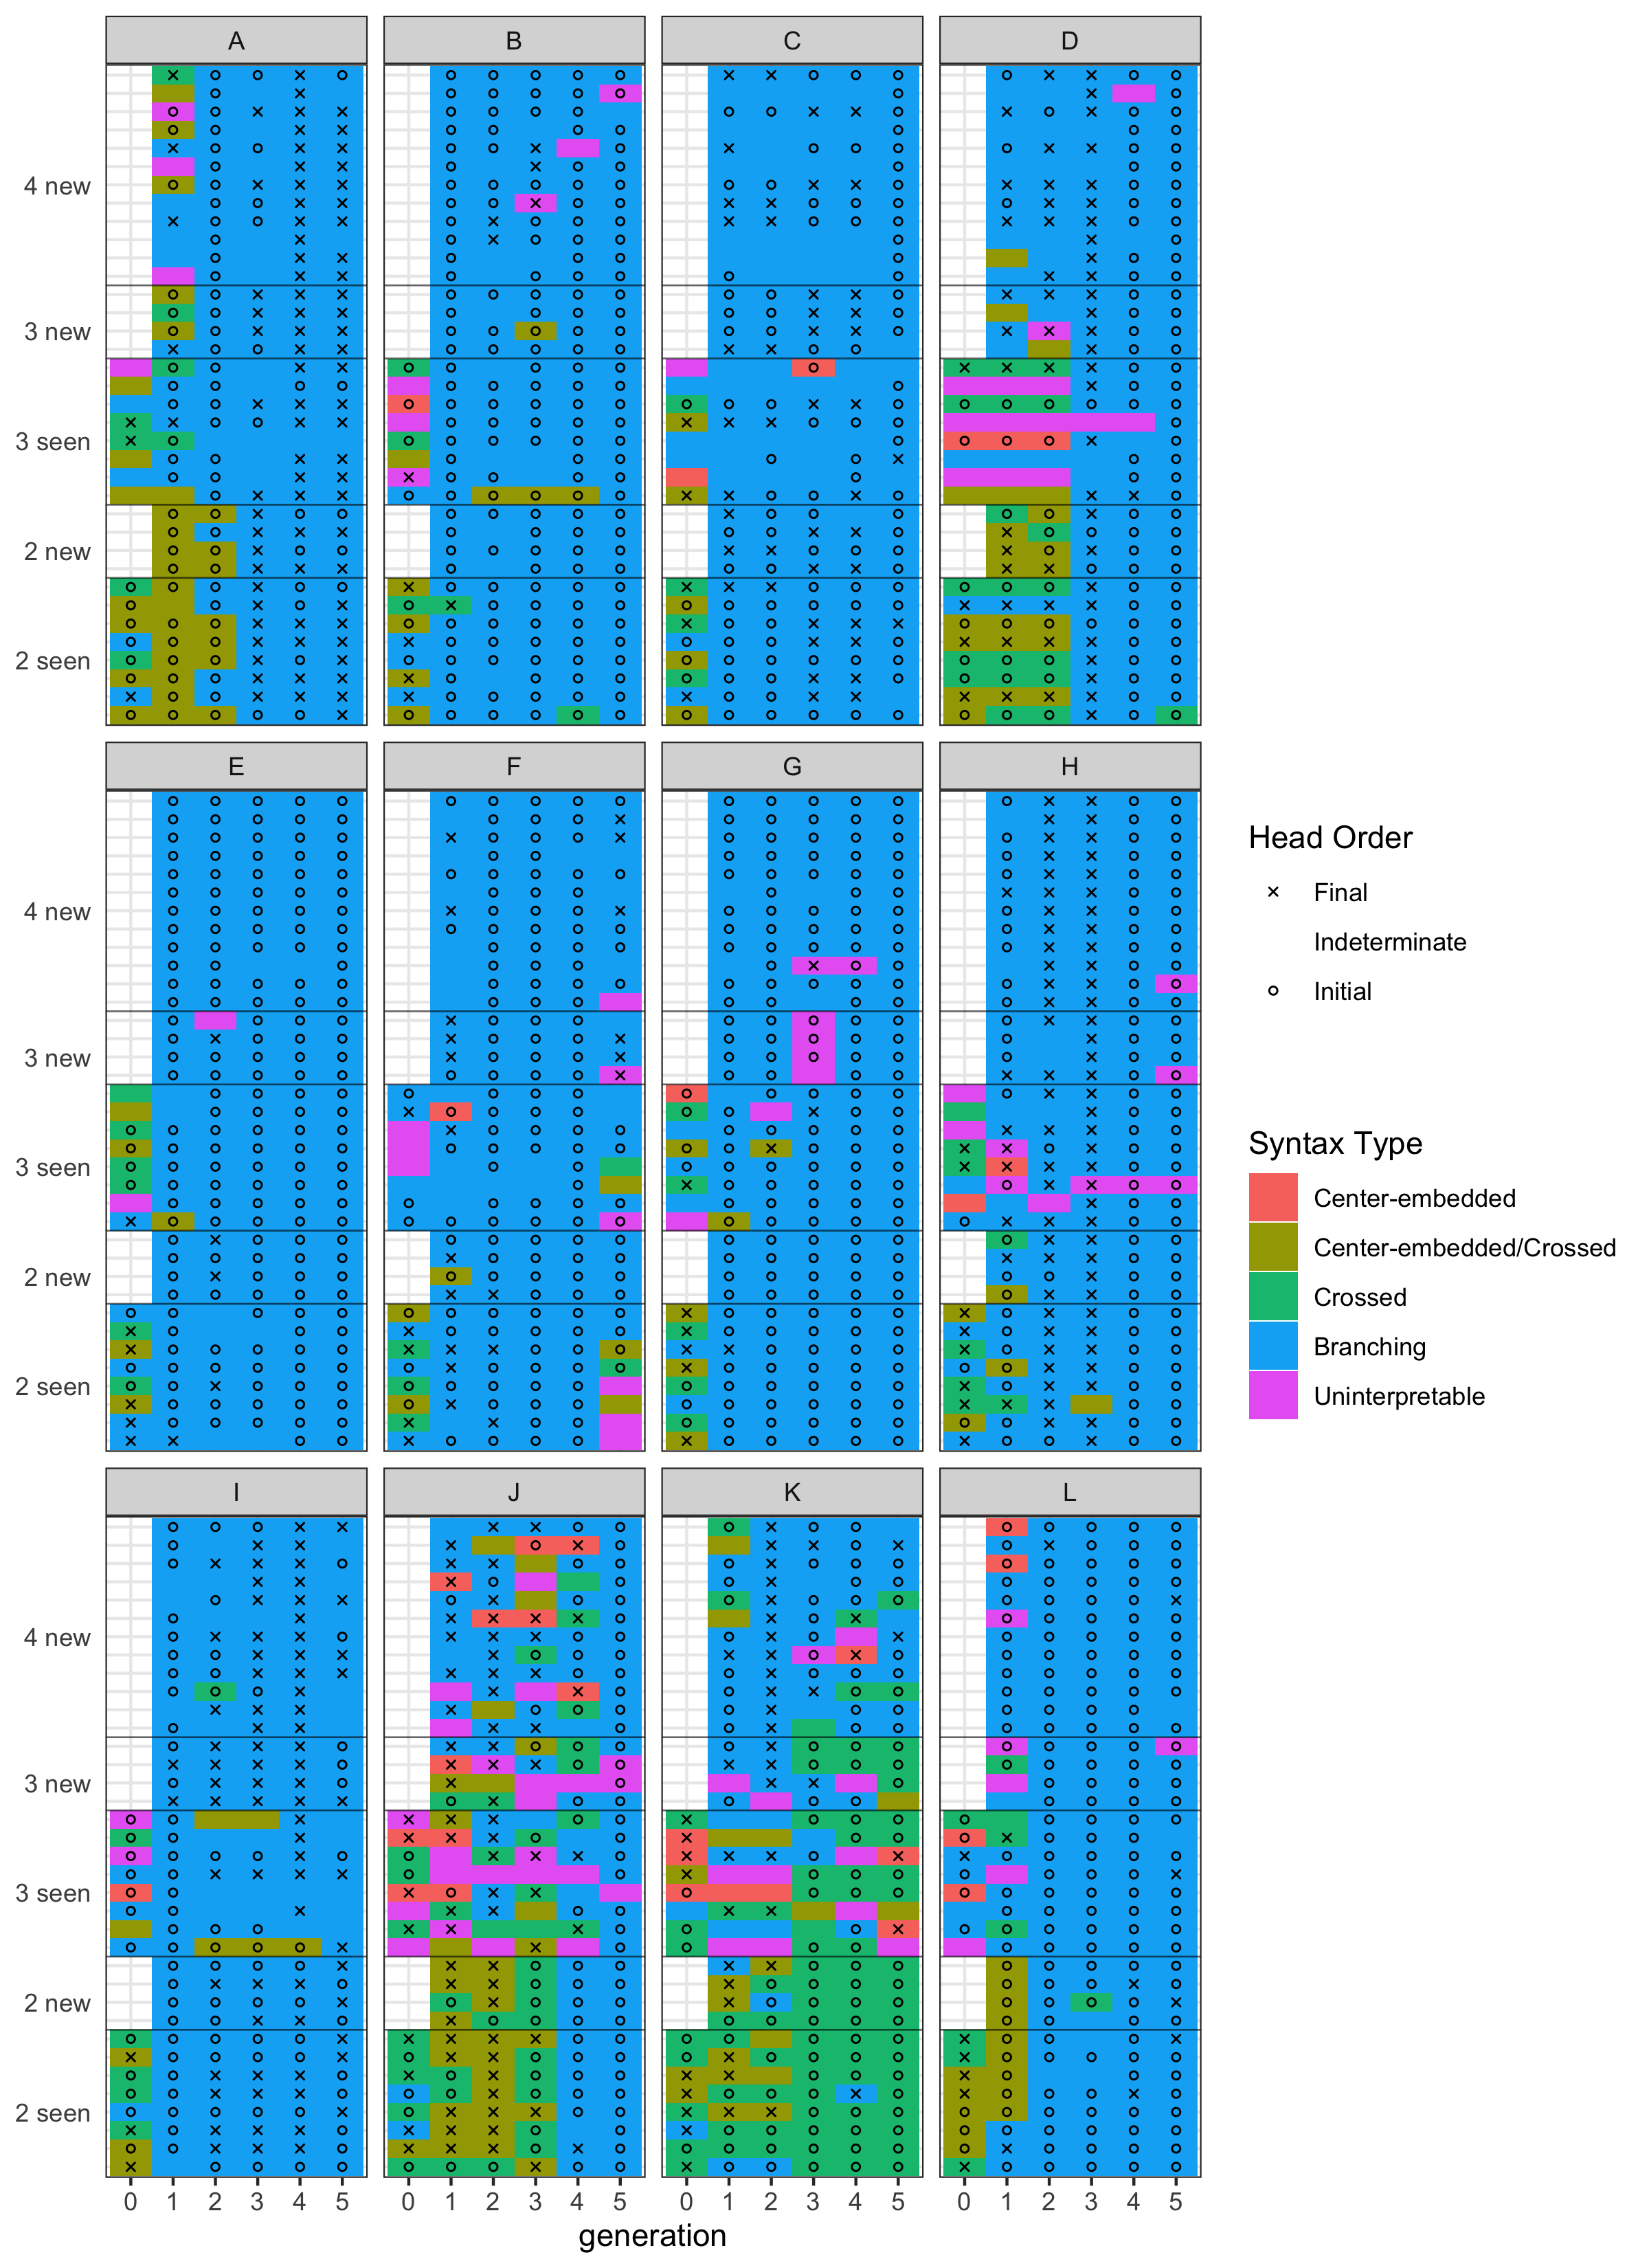 A B C D
4 new
3 new
3 seen
2 new
2 seen
E F G H
4 new
3 new
3 seen
2 new
2 seen
Head Order
Final
Indeterminate
Initial
Syntax Type
Center-embedded
Center-embedded/Crossed
Crossed
Branching
Uninterpretable
I J K L
4 new
3 new
3 seen
2 new
2 seen
0 1 2 3 4 5 0 1 2 3 4 5 0 1 2 3 4 5 0 1 2 3 4 5
generation